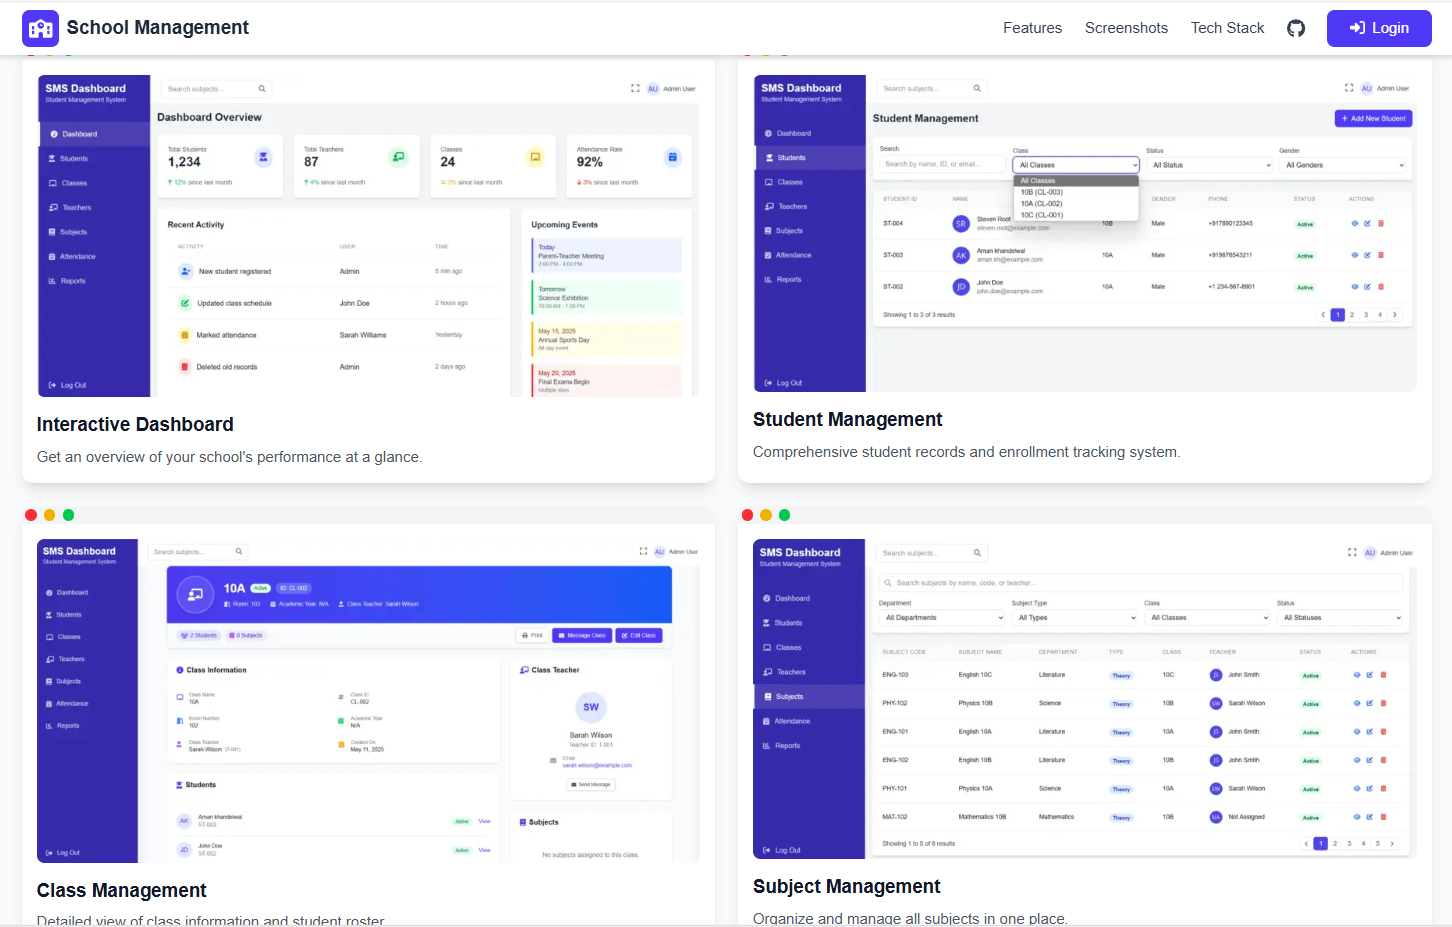 School Management
Features Screenshots Tech Stack Login
SMS Dashboard
Student Management System
Search subjects...
AU Admin User
Dashboard
Students
Classes
Teachers
Subjects
Attendance
Reports
Log Out
Dashboard Overview
Total Students
1,234
12% since last month
Total Teachers
87
4% since last month
Classes
24
0% since last month
Attendance Rate
92%
3% since last month
Recent Activity
ACTIVITY USER TIME
New student registered Admin 5 min ago
Updated class schedule John Doe 2 hours ago
Marked attendance Sarah Williams Yesterday
Deleted old records Admin 2 days ago
Upcoming Events
Today
Parent-Teacher Meeting
2:00 PM - 4:00 PM
Tomorrow
Science Exhibition
10:00 AM - 1:00 PM
May 15, 2025
Annual Sports Day
All day event
May 20, 2025
Final Exams Begin
Multiple days
Interactive Dashboard
Get an overview of your school's performance at a glance.
SMS Dashboard
Student Management System
Search subjects...
AU Admin User
Dashboard
Students
Classes
Teachers
Subjects
Attendance
Reports
Log Out
Student Management
+ Add New Student
Search
Search by name, ID, or email...
Class
All Classes
All Classes
10B (CL-003)
10A (CL-002)
10C (CL-001)
Status
All Status
Gender
All Genders
STUDENT ID NAME GENDER PHONE STATUS ACTIONS
ST-004 SR Steven Root 10B Male +917890123345 Active
steven.root@example.com
ST-003 AK Aman khandelwal 10A Male +919876543211 Active
aman.kh@example.com
ST-002 JD John Doe 10A Male +1 234-567-8901 Active
john.doe@example.com
Showing 1 to 3 of 3 results
1 2 3 4
Student Management
Comprehensive student records and enrollment tracking system.
SMS Dashboard
Student Management System
Search subjects...
AU Admin User
Dashboard
Students
Classes
Teachers
Subjects
Attendance
Reports
Log Out
10A Active ID: CL-002
Room: 102 Academic Year: N/A Class Teacher: Sarah Wilson
2 Students 0 Subjects
Print Message Class Edit Class
Class Information
Class Name
10A
Class ID
CL-002
Room Number
102
Academic Year
N/A
Class Teacher
Sarah Wilson (T-001)
Created On
May 11, 2025
Class Teacher
SW
Sarah Wilson
Teacher ID: T-001
Email
sarah.wilson@example.com
Send Message
Students
AK Aman khandelwal Active View
ST-003
JD John Doe Active View
ST-002
Subjects
No subjects assigned to this class.
Class Management
Detailed view of class information and student roster.
SMS Dashboard
Student Management System
Search subjects...
AU Admin User
Dashboard
Students
Classes
Teachers
Subjects
Attendance
Reports
Log Out
Search subjects by name, code, or teacher...
Department
All Departments
Subject Type
All Types
Class
All Classes
Status
All Statuses
SUBJECT CODE SUBJECT NAME DEPARTMENT TYPE CLASS TEACHER STATUS ACTIONS
ENG-103 English 10C Literature Theory 10C JS John Smith Active
PHY-102 Physics 10B Science Theory 10B SW Sarah Wilson Active
ENG-101 English 10A Literature Theory 10A JS John Smith Active
ENG-102 English 10B Literature Theory 10B JS John Smith Active
PHY-101 Physics 10A Science Theory 10A SW Sarah Wilson Active
MAT-102 Mathematics 10B Mathematics Theory 10B NA Not Assigned Active
Showing 1 to 5 of 6 results
1 2 3 4 5
Subject Management
Organize and manage all subjects in one place.